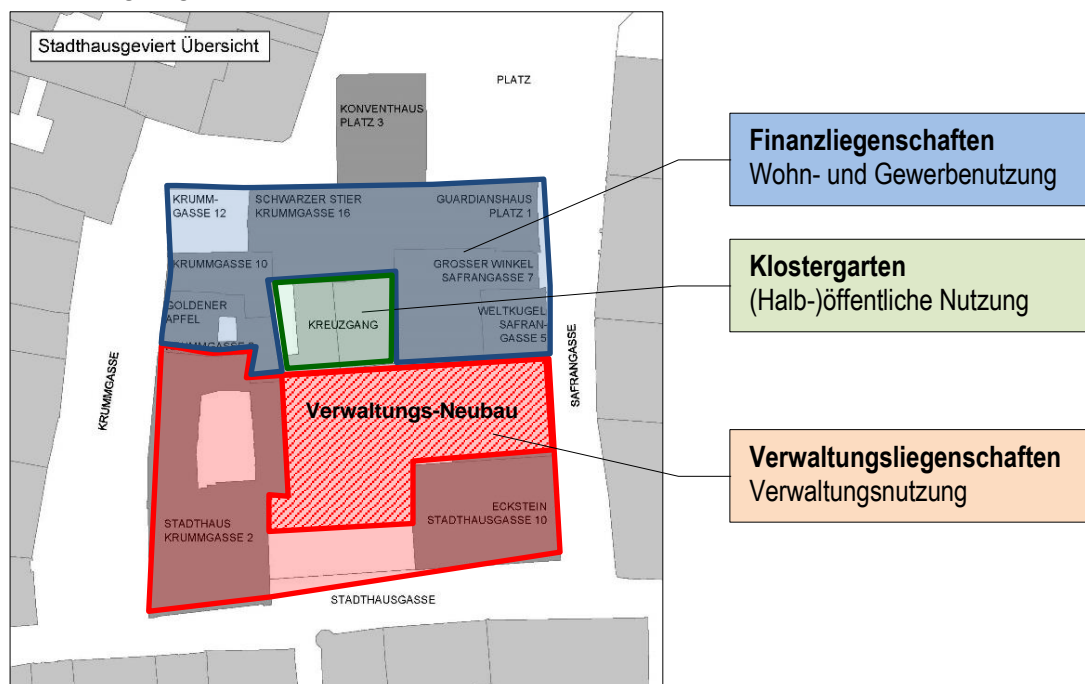 Stadthausgeviert Übersicht
PLATZ
KONVENTHAUS
PLATZ 3
KRUMM-
GASSE 12
SCHWARZER STIER
KRUMMGASSE 16
GUARDIANSHAUS
PLATZ 1
KRUMMGASSE 10
GROSSER WINKEL
SAFRANGASSE 7
GOLDENER
APFEL
KRUMMGASSE
KREUZGANG
WELTKUGEL
SAFRAN-
GASSE 5
KRUMMGASSE
SAFRANGASSE
Verwaltungs-Neubau
STADTHAUS
KRUMMGASSE 2
ECKSTEIN
STADTHAUSGASSE 10
STADTHAUSGASSE
Finanzliegenschaften
Wohn- und Gewerbenutzung
Klostergarten
(Halb-)öffentliche Nutzung
Verwaltungsliegenschaften
Verwaltungsnutzung